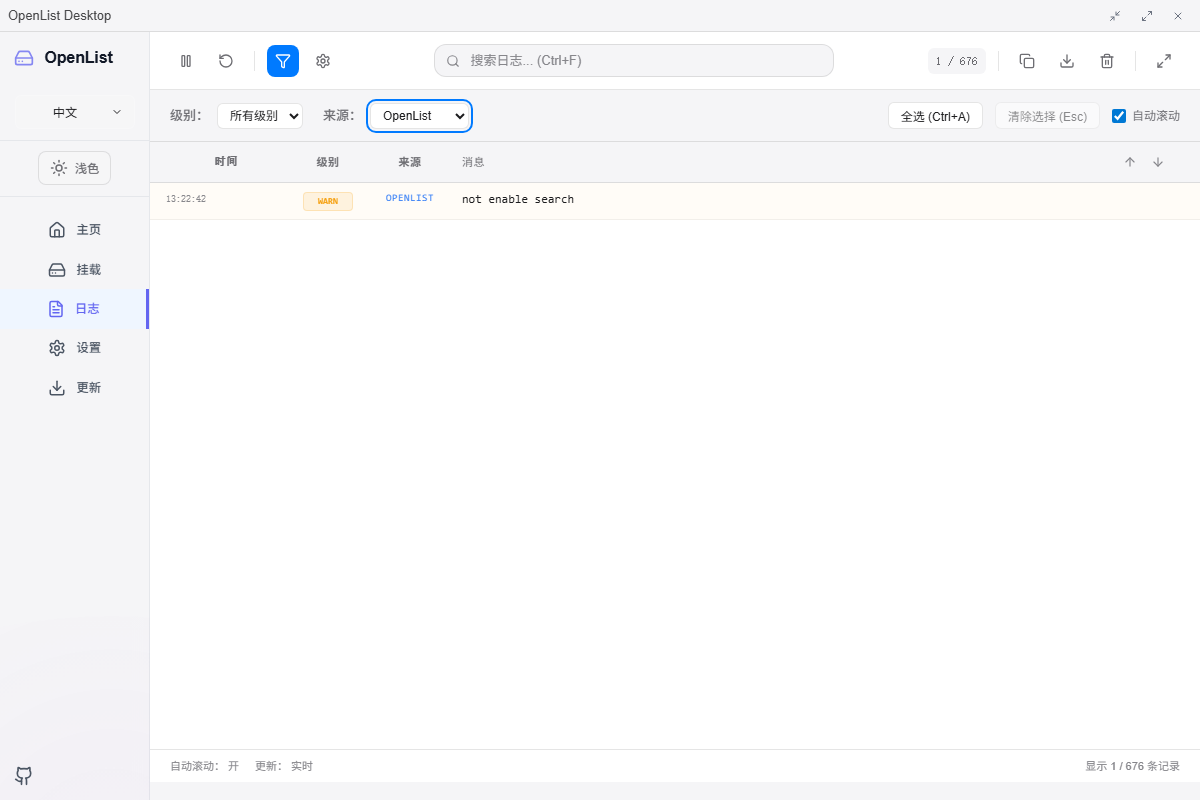 OpenList Desktop
OpenList
中文
浅色
主页
挂载
日志
设置
更新
搜索日志... (Ctrl+F)
1 / 676
级别： 所有级别 来源： OpenList 全选 (Ctrl+A) 清除选择 (Esc) 自动滚动
时间 级别 来源 消息
13:22:42 WARN OPENLIST not enable search
自动滚动： 开 更新： 实时 显示 1 / 676 条记录